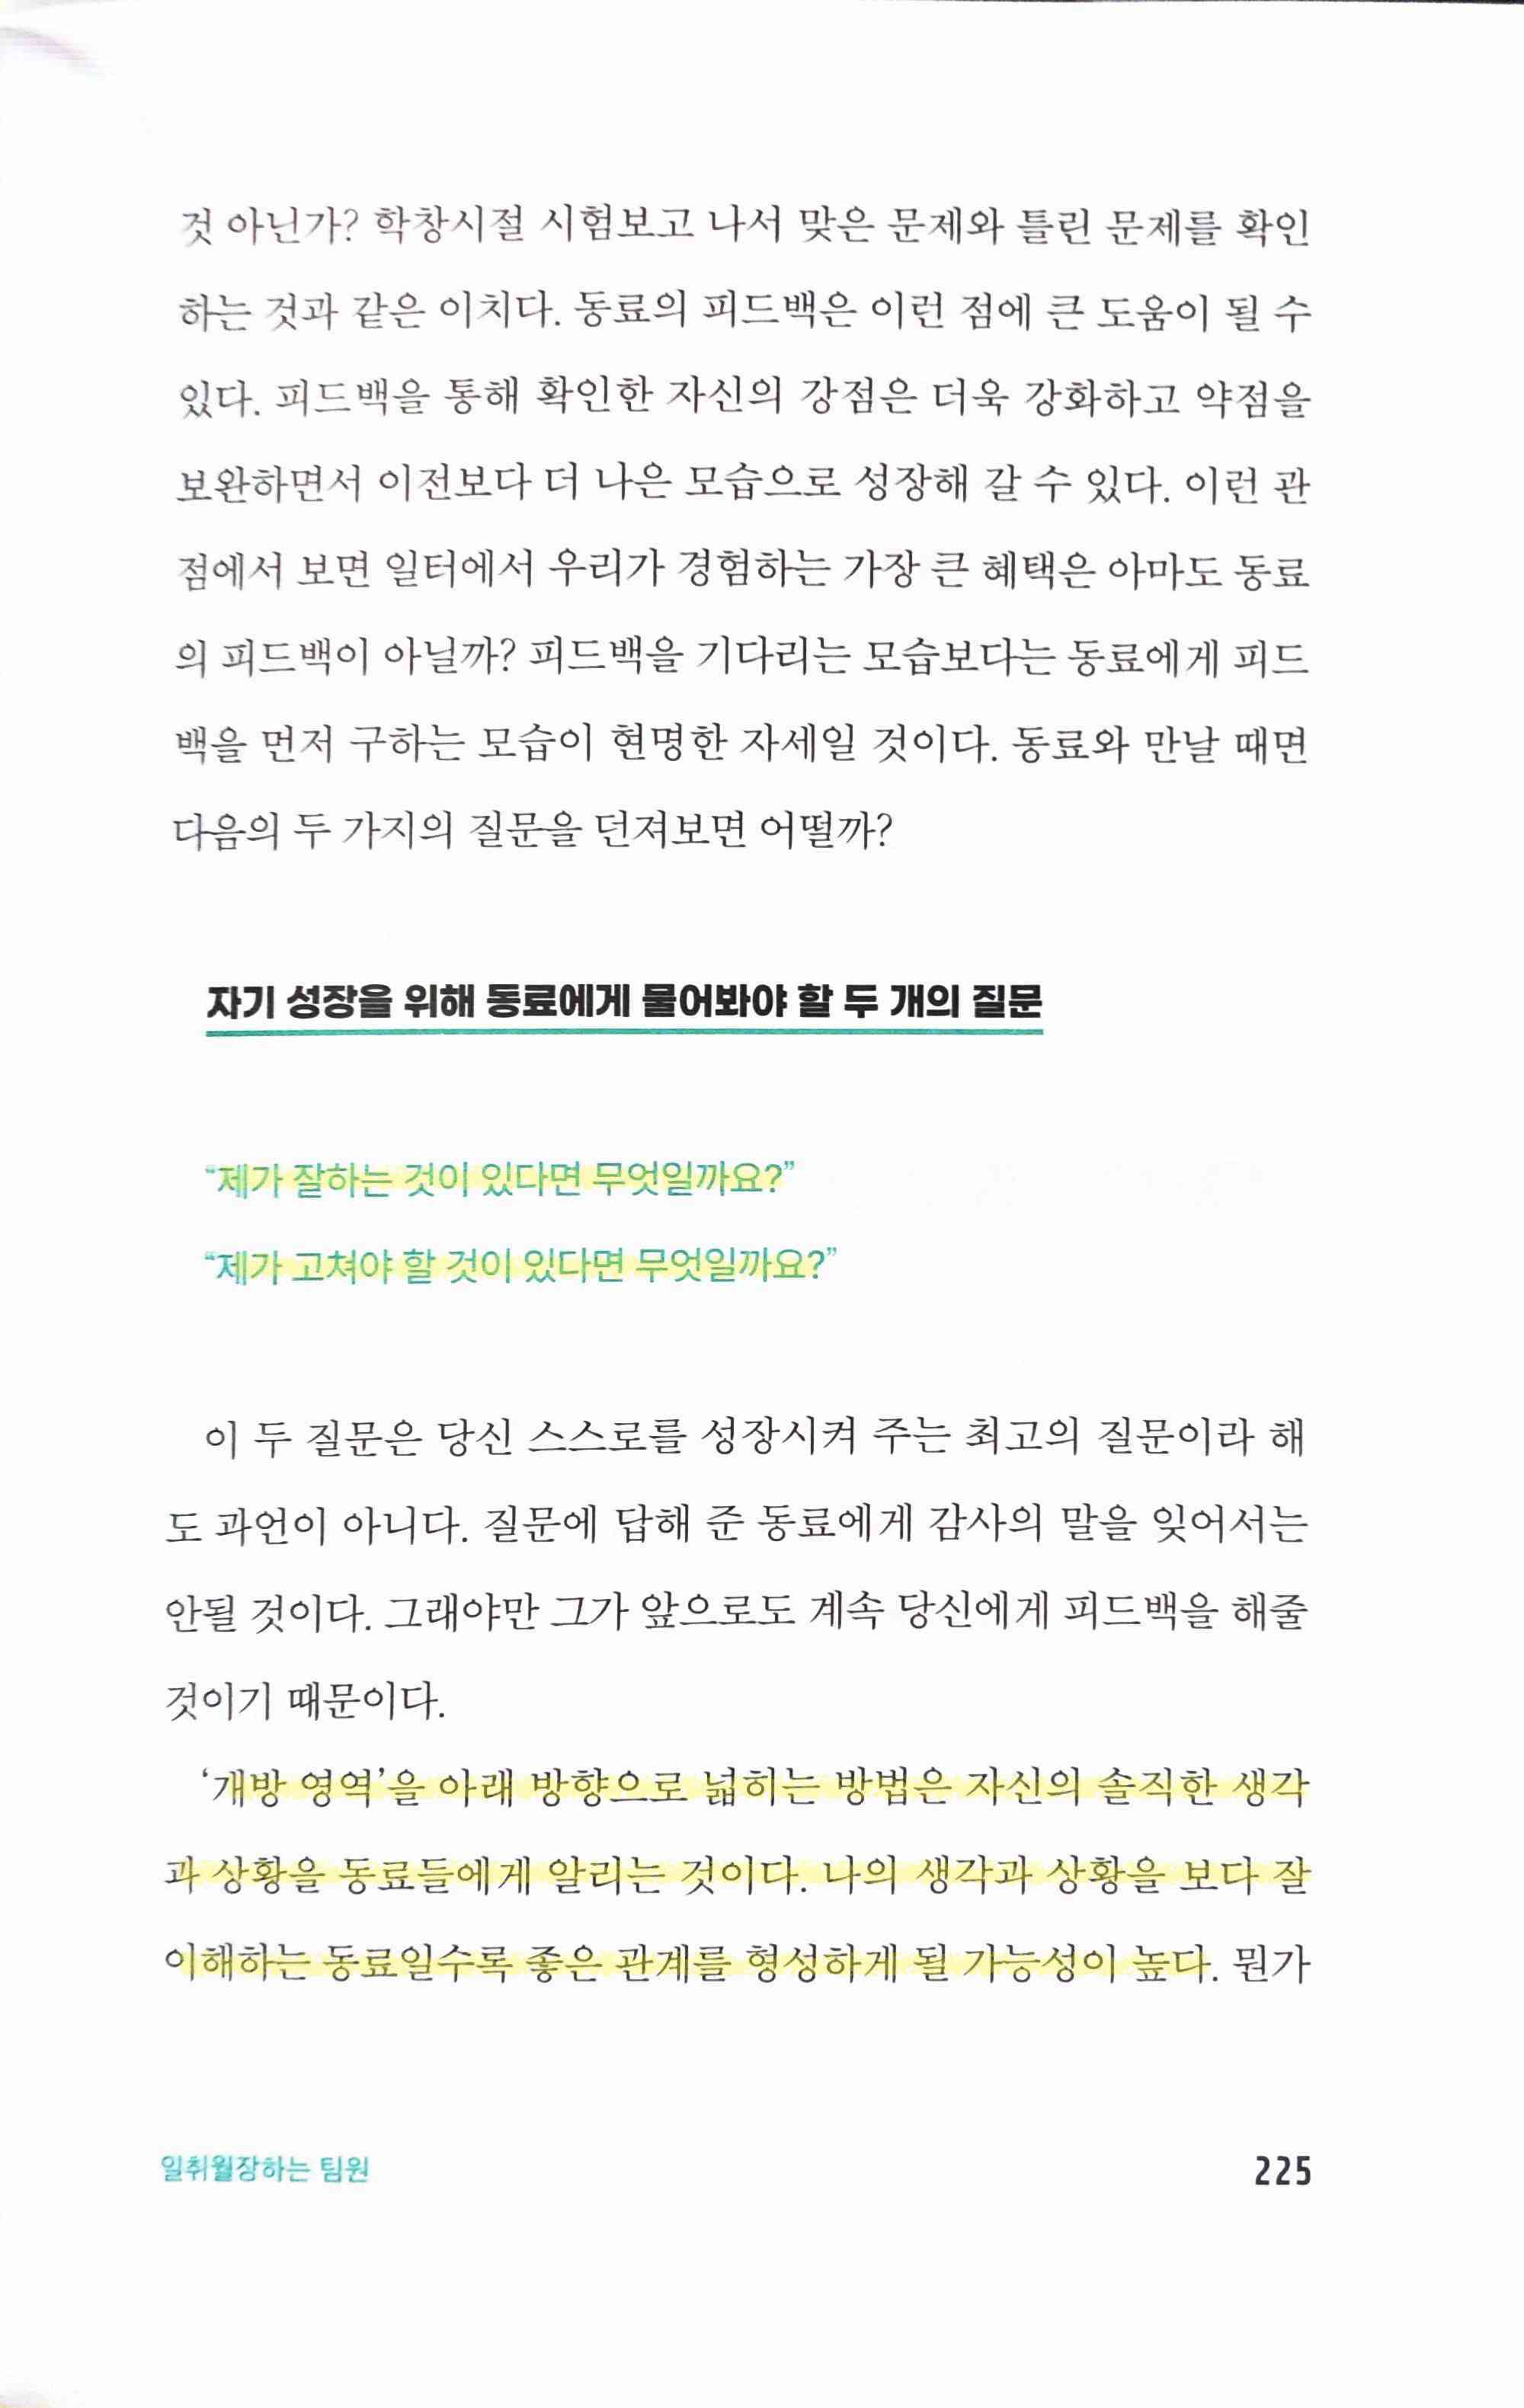 것 아닌가? 학창시절 시험보고 나서 맞은 문제와 틀린 문제를 확인
하는 것과 같은 이치다. 동료의 피드백은 이런 점에 큰 도움이 될 수
있다. 피드백을 통해 확인한 자신의 강점은 더욱 강화하고 약점을
보완하면서 이전보다 더 나은 모습으로 성장해 갈 수 있다. 이런 관
점에서 보면 일터에서 우리가 경험하는 가장 큰 혜택은 아마도 동료
의 피드백이 아닐까? 피드백을 기다리는 모습보다는 동료에게 피드
백을 먼저 구하는 모습이 현명한 자세일 것이다. 동료와 만날 때면
다음의 두 가지의 질문을 던져보면 어떨까?
자기 성장을 위해 동료에게 물어봐야 할 두 개의 질문
“제가 잘하는 것이 있다면 무엇일까요?”
“제가 고쳐야 할 것이 있다면 무엇일까요?”
이 두 질문은 당신 스스로를 성장시켜 주는 최고의 질문이라 해
도 과언이 아니다. 질문에 답해 준 동료에게 감사의 말을 잊어서는
안될 것이다. 그래야만 그가 앞으로도 계속 당신에게 피드백을 해줄
것이기 때문이다.
‘개방 영역’을 아래 방향으로 넓히는 방법은 자신의 솔직한 생각
과 상황을 동료들에게 알리는 것이다. 나의 생각과 상황을 보다 잘
이해하는 동료일수록 좋은 관계를 형성하게 될 가능성이 높다. 뭔가
일취월장하는 팀원
225